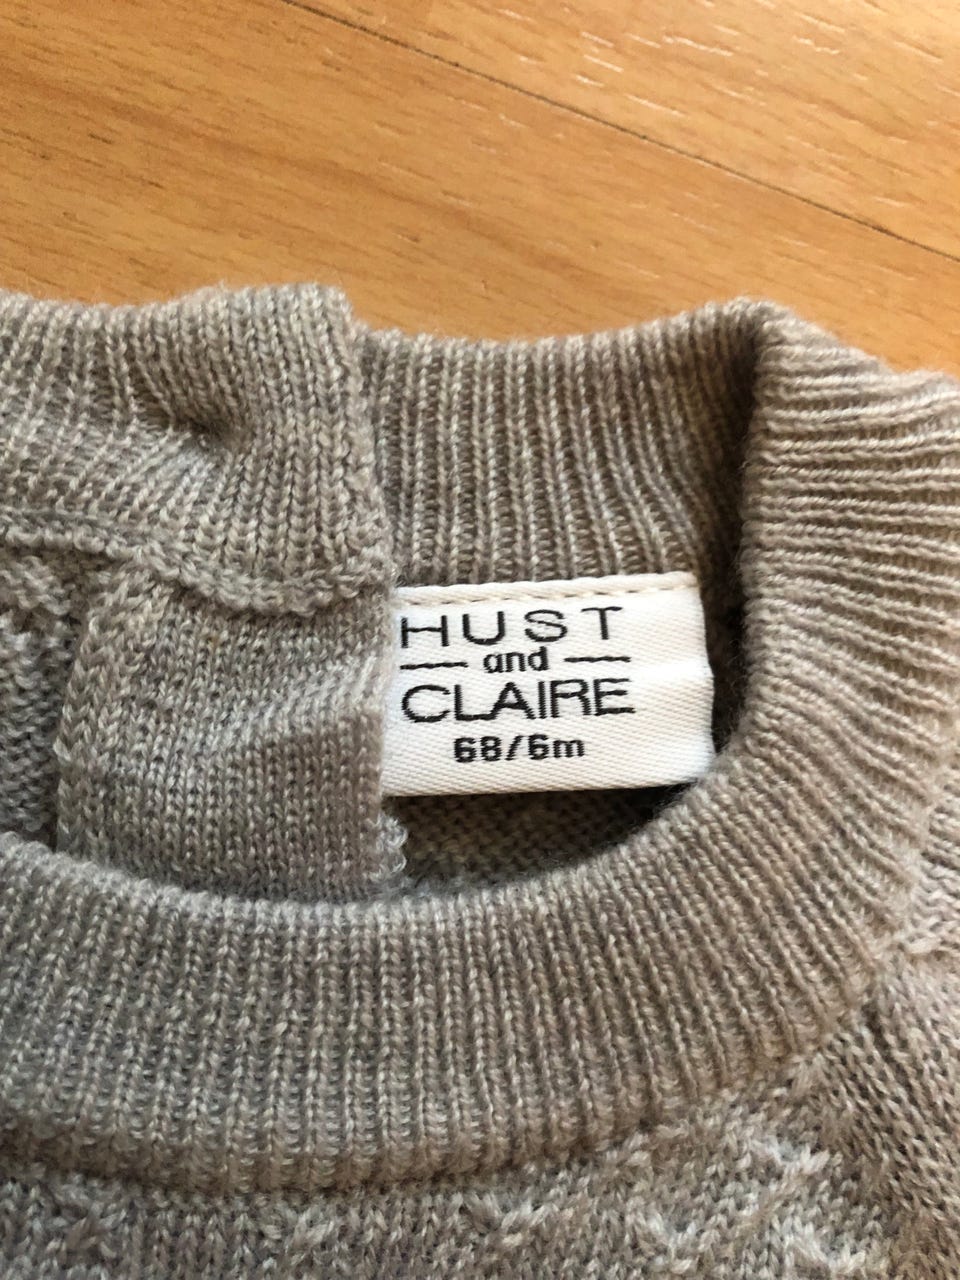 HUST
and
CLAIRE
68/6m